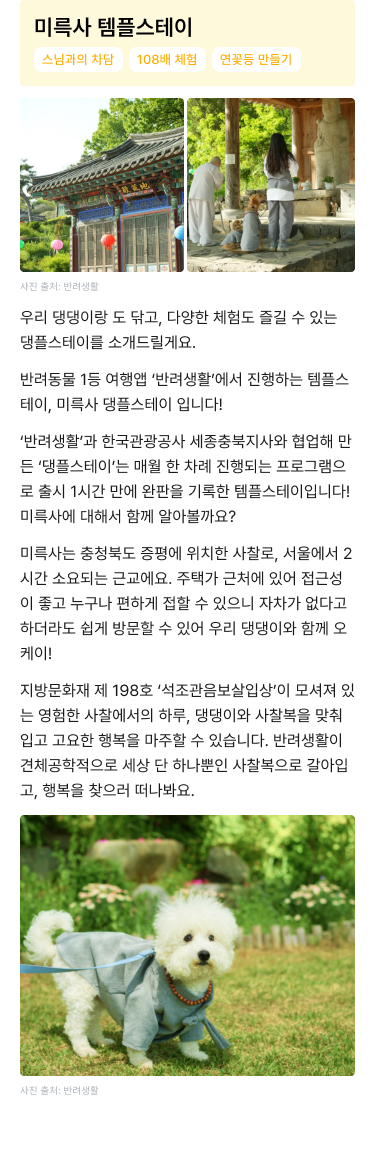 미륵사 템플스테이
스님과의 차담 108배 체험 연꽃등 만들기
사진 출처: 반려생활
우리 댕댕이랑 도 닦고, 다양한 체험도 즐길 수 있는
댕플스테이를 소개드릴게요.
반려동물 1등 여행앱 ‘반려생활’에서 진행하는 템플스
테이, 미륵사 댕플스테이 입니다!
‘반려생활’과 한국관광공사 세종충북지사와 협업해 만
든 ‘댕플스테이’는 매월 한 차례 진행되는 프로그램으
로 출시 1시간 만에 완판을 기록한 템플스테이입니다!
미륵사에 대해서 함께 알아볼까요?
미륵사는 충청북도 증평에 위치한 사찰로, 서울에서 2
시간 소요되는 근교에요. 주택가 근처에 있어 접근성
이 좋고 누구나 편하게 접할 수 있으니 자차가 없다고
하더라도 쉽게 방문할 수 있어 우리 댕댕이와 함께 오
케이!
지방문화재 제 198호 ‘석조관음보살입상’이 모셔져 있
는 영험한 사찰에서의 하루, 댕댕이와 사찰복을 맞춰
입고 고요한 행복을 마주할 수 있습니다. 반려생활이
견체공학적으로 세상 단 하나뿐인 사찰복으로 갈아입
고, 행복을 찾으러 떠나봐요.
사진 출처: 반려생활